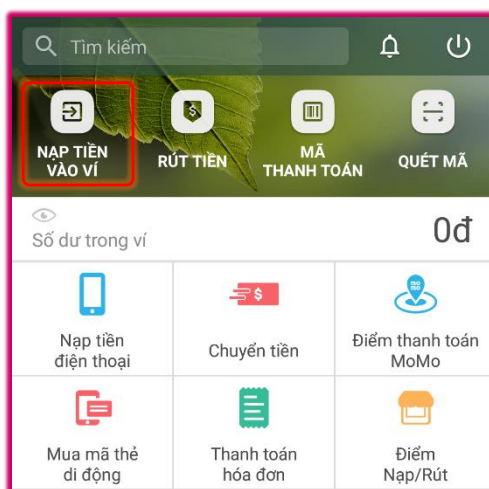 Tìm kiếm
NẠP TIỀN
VÀO VÍ
RÚT TIỀN
MÃ
THANH TOÁN
QUÉT MÃ
Số dư trong ví
0đ
Nạp tiền
điện thoại
Chuyển tiền
Điểm thanh toán
MoMo
Mua mã thẻ
di động
Thanh toán
hóa đơn
Điểm
Nạp/Rút